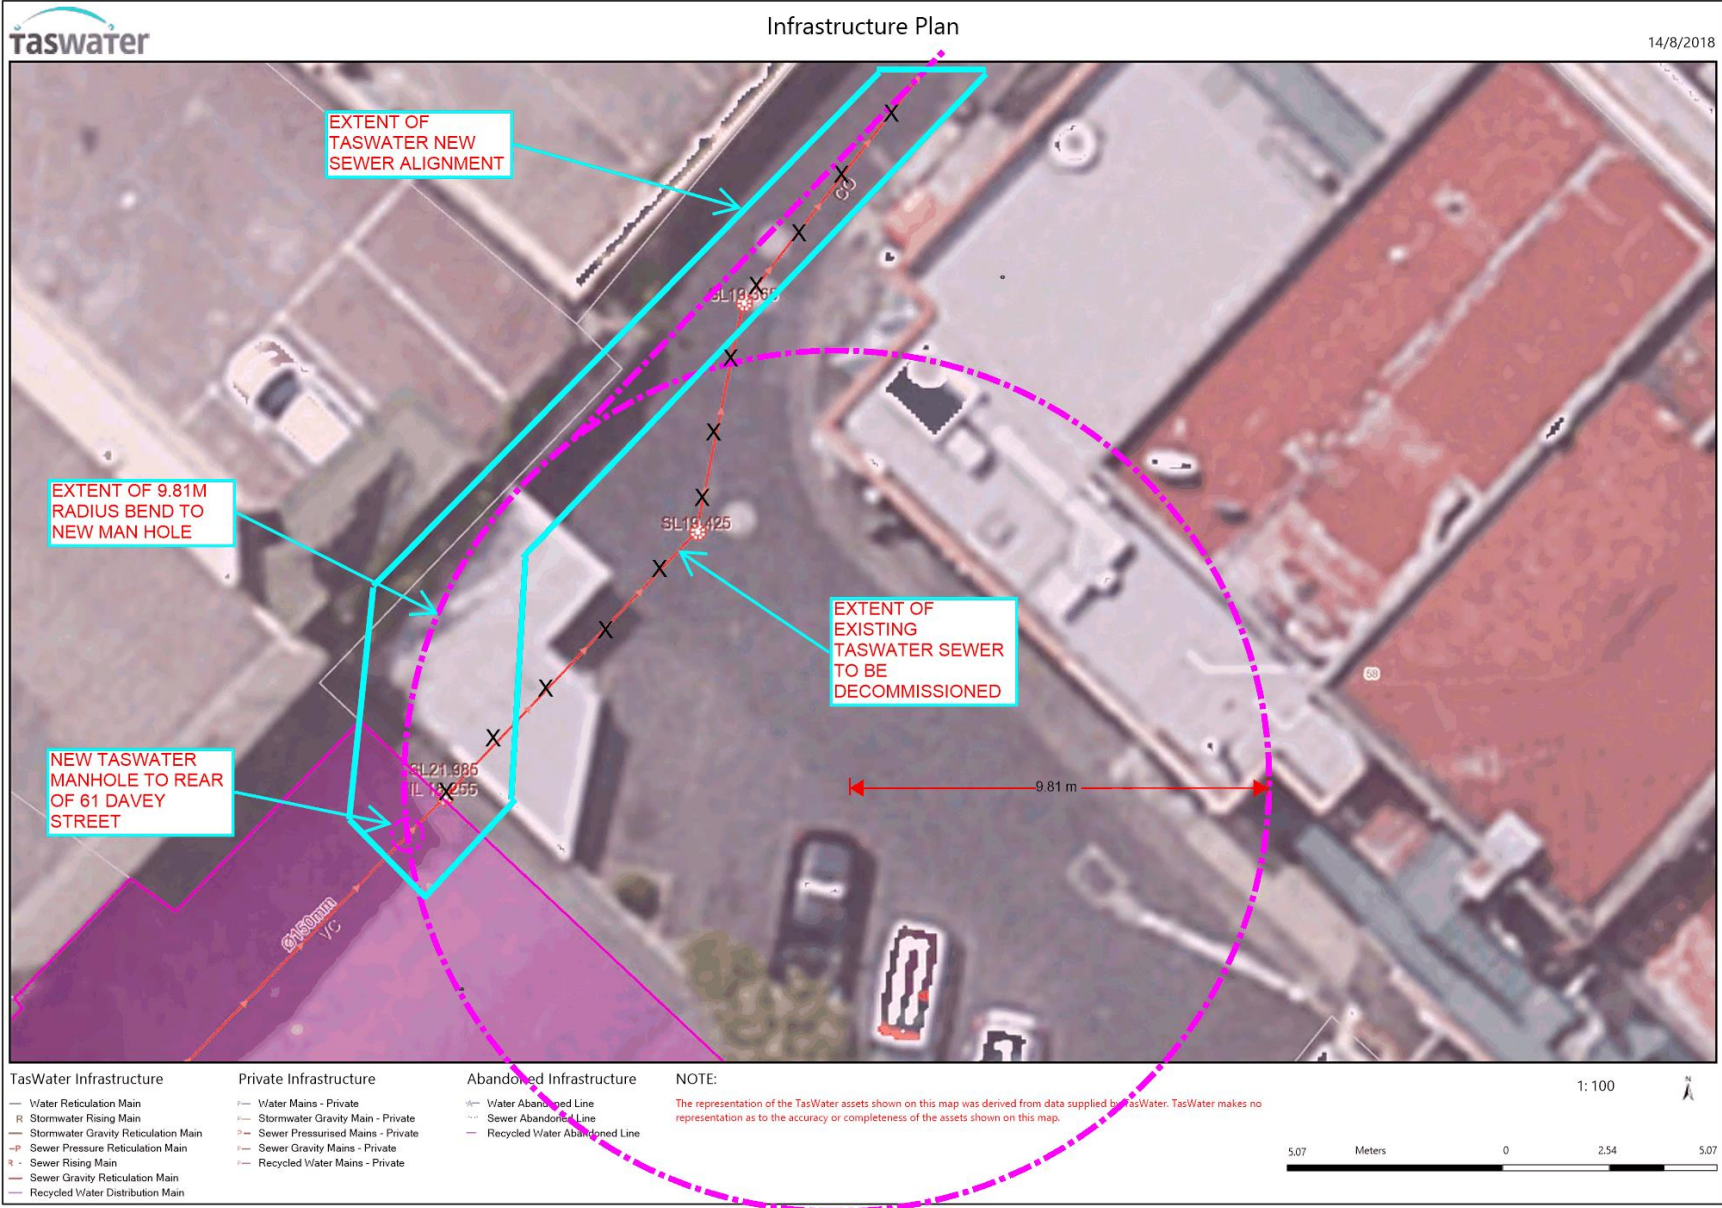 Taswater
Infrastructure Plan
14/8/2018
EXTENT OF
TASWATER NEW
SEWER ALIGNMENT
CO
SL19.365
EXTENT OF 9.81M
RADIUS BEND TO
NEW MAN HOLE
SL19.425
EXTENT OF
EXISTING
TASWATER SEWER
TO BE
DECOMMISSIONED
58
NEW TASWATER
MANHOLE TO REAR
OF 61 DAVEY
STREET
SL21.985
9.81 m
Ø150mm
VC
TasWater Infrastructure
Water Reticulation Main
R Stormwater Rising Main
Stormwater Gravity Reticulation Main
P Sewer Pressure Reticulation Main
R Sewer Rising Main
Sewer Gravity Reticulation Main
Recycled Water Distribution Main
Private Infrastructure
Water Mains - Private
Stormwater Gravity Main - Private
Sewer Pressurised Mains - Private
Sewer Gravity Mains - Private
Recycled Water Mains - Private
Abandoned Infrastructure
Water Abandoned Line
Sewer Abandoned Line
Recycled Water Abandoned Line
NOTE:
The representation of the TasWater assets shown on this map was derived from data supplied by TasWater. TasWater makes no
representation as to the accuracy or completeness of the assets shown on this map.
1: 100
N
5.07 Meters 0 2.54 5.07